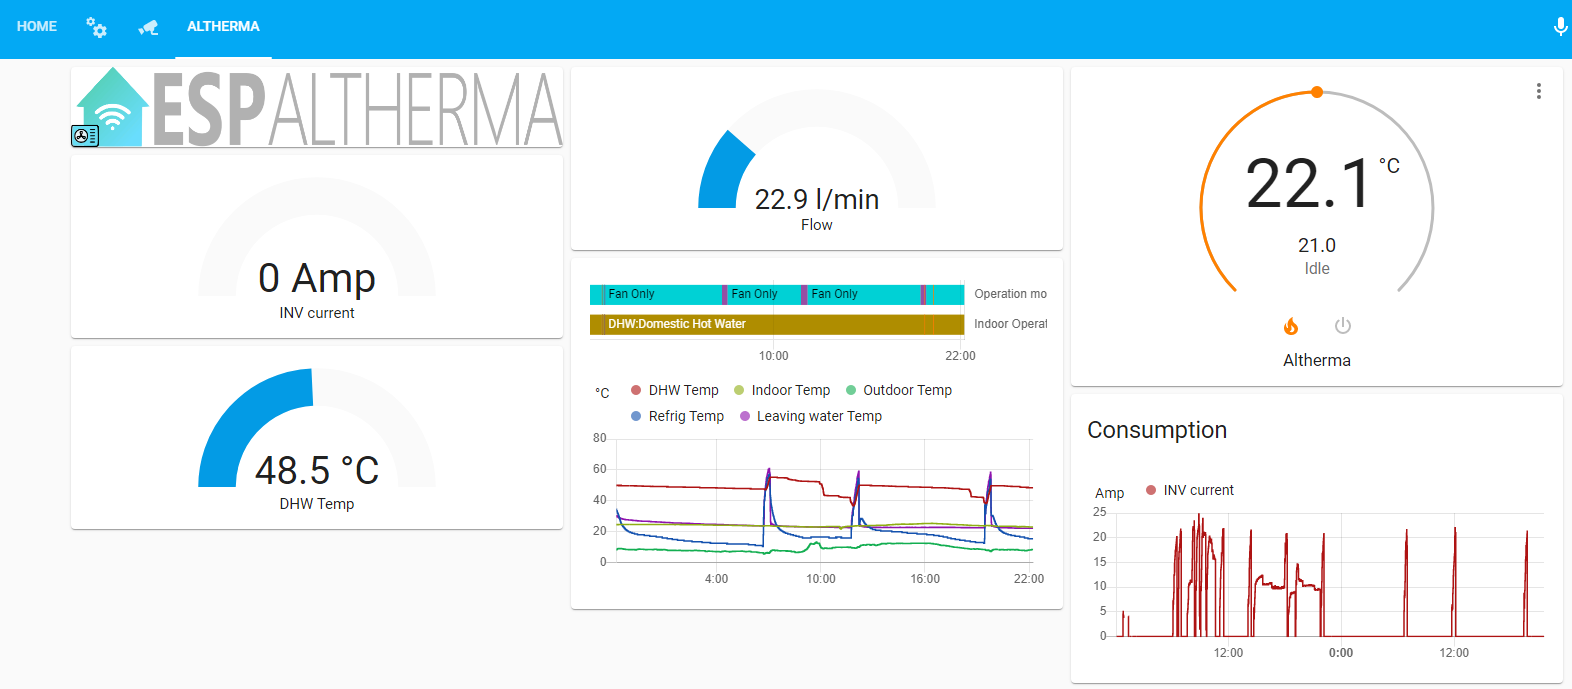 HOME
ALTHERMA
ESPALTHERMA
0 Amp
INV current
48.5 °C
DHW Temp
22.9 l/min
Flow
Fan Only Fan Only Fan Only Operation mo
DHW:Domestic Hot Water Indoor Operat
10:00 22:00
°C DHW Temp Indoor Temp Outdoor Temp
Refrig Temp Leaving water Temp
80
60
40
20
0
4:00 10:00 16:00 22:00
22.1 °C
21.0
Idle
Altherma
Consumption
Amp INV current
25
20
15
10
5
0
12:00 0:00 12:00